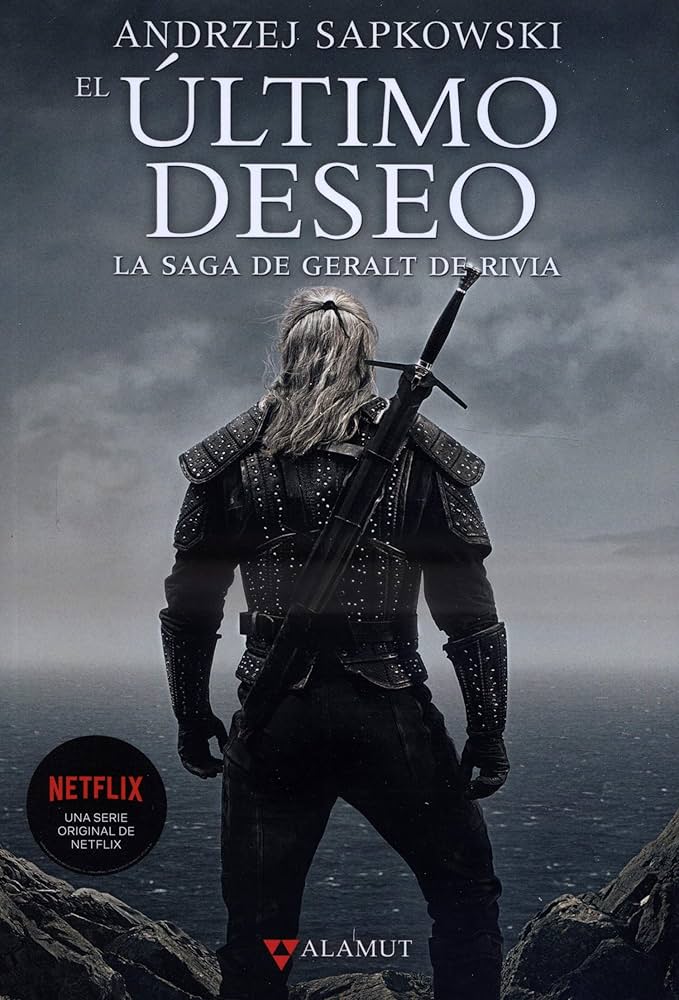 ANDRZEJ SAPKOWSKI
EL ÚLTIMO
DESEO
LA SAGA DE GERALT DE RIVIA
NETFLIX
UNA SERIE
ORIGINAL DE
NETFLIX
ALAMUT